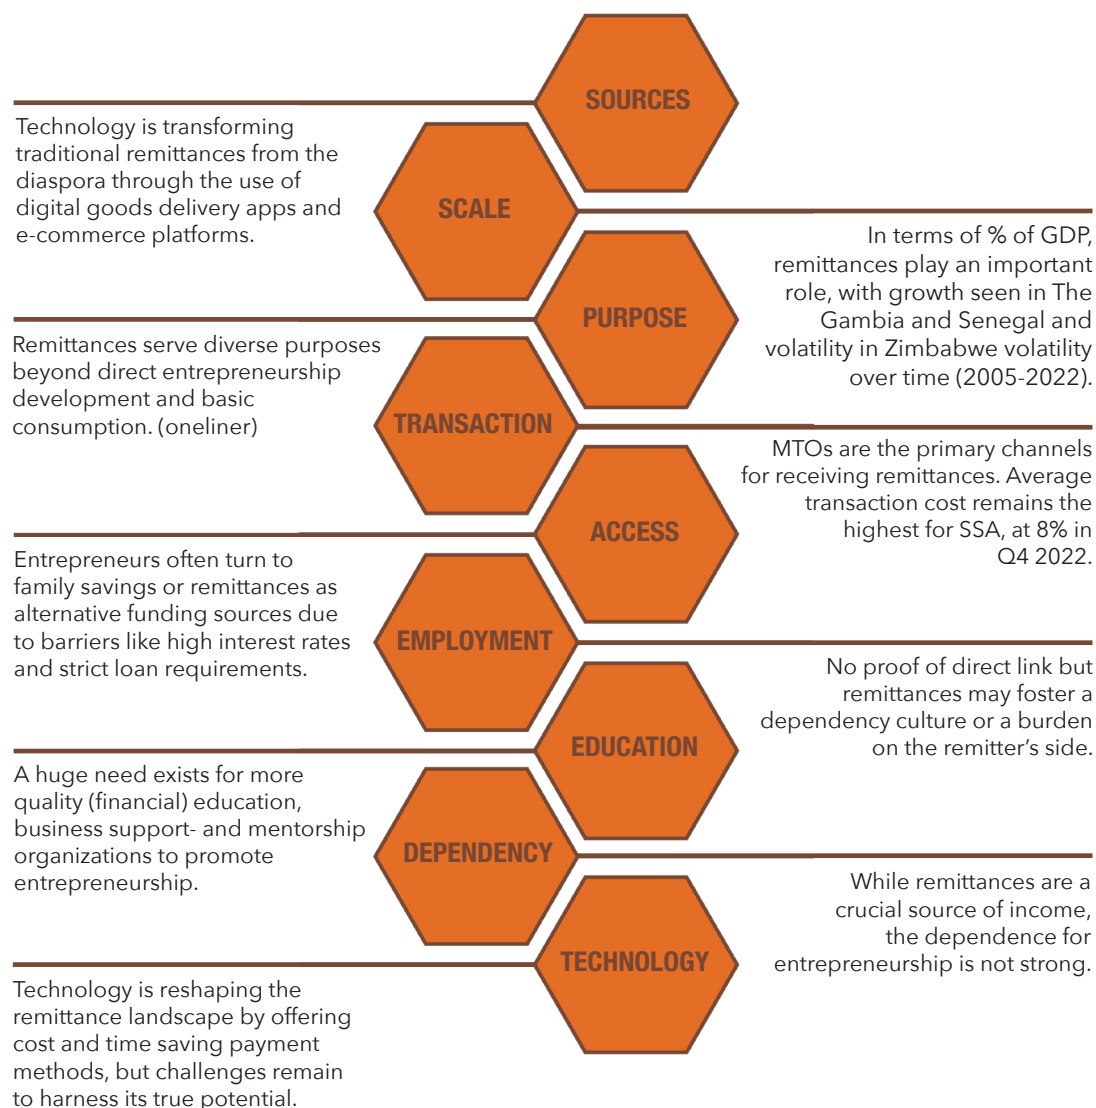 SOURCES
Technology is transforming
traditional remittances from the
diaspora through the use of
digital goods delivery apps and
e-commerce platforms.
SCALE
In terms of % of GDP,
remittances play an important
role, with growth seen in The
Gambia and Senegal and
volatility in Zimbabwe volatility
over time (2005-2022).
PURPOSE
Remittances serve diverse purposes
beyond direct entrepreneurship
development and basic
consumption. (oneliner)
TRANSACTION
MTOs are the primary channels
for receiving remittances. Average
transaction cost remains the
highest for SSA, at 8% in
Q4 2022.
ACCESS
Entrepreneurs often turn to
family savings or remittances as
alternative funding sources due
to barriers like high interest rates
and strict loan requirements.
EMPLOYMENT
No proof of direct link but
remittances may foster a
dependency culture or a burden
on the remitter’s side.
EDUCATION
A huge need exists for more
quality (financial) education,
business support- and mentorship
organizations to promote
entrepreneurship.
DEPENDENCY
While remittances are a
crucial source of income,
the dependence for
entrepreneurship is not strong.
TECHNOLOGY
Technology is reshaping the
remittance landscape by offering
cost and time saving payment
methods, but challenges remain
to harness its true potential.